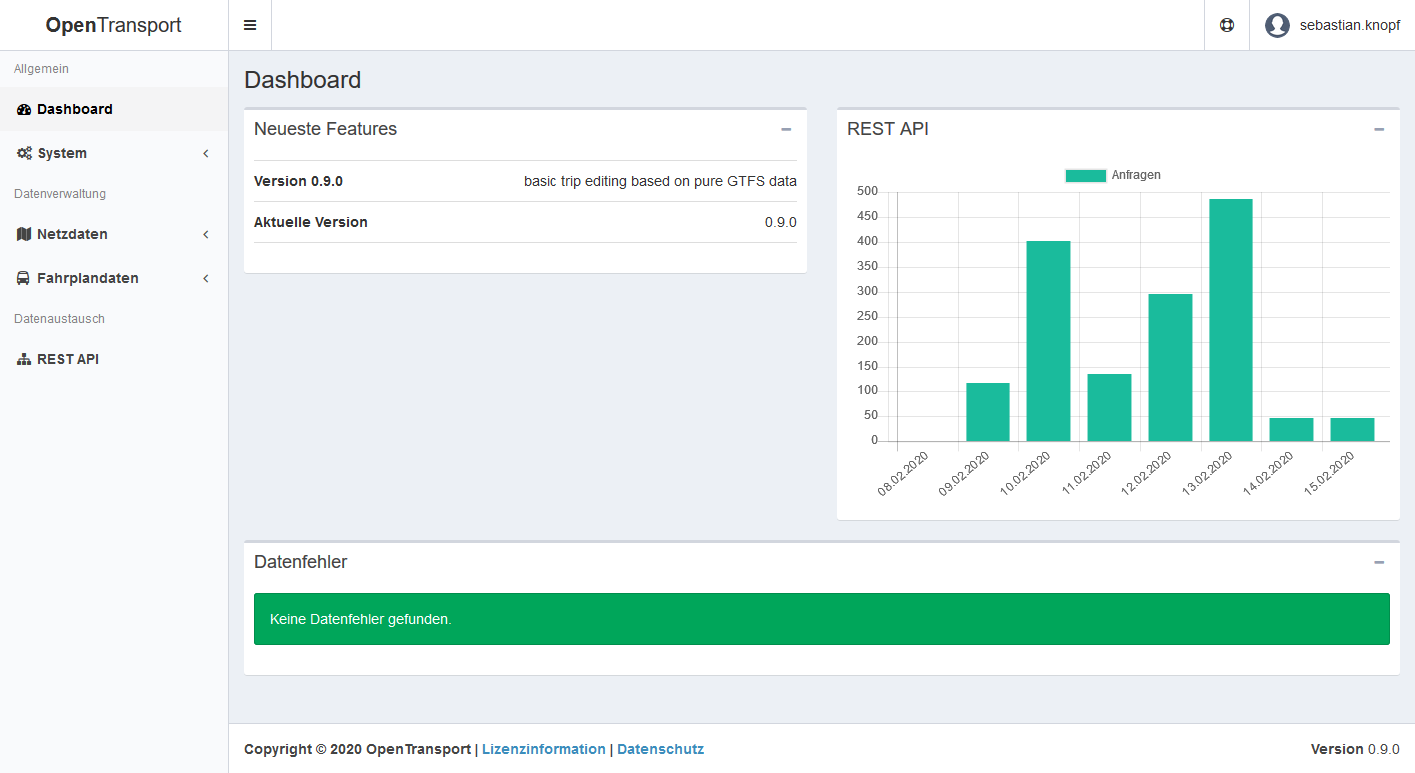 OpenTransport
sebastian.knopf
Allgemein
Dashboard
System
Datenverwaltung
Netzdaten
Fahrplandaten
Datenaustausch
REST API
Dashboard
Neueste Features
Version 0.9.0 basic trip editing based on pure GTFS data
Aktuelle Version 0.9.0
REST API
Anfragen
500
450
400
350
300
250
200
150
100
50
0
08.02.2020
09.02.2020
10.02.2020
11.02.2020
12.02.2020
13.02.2020
14.02.2020
15.02.2020
Datenfehler
Keine Datenfehler gefunden.
Copyright © 2020 OpenTransport | Lizenzinformation | Datenschutz
Version 0.9.0